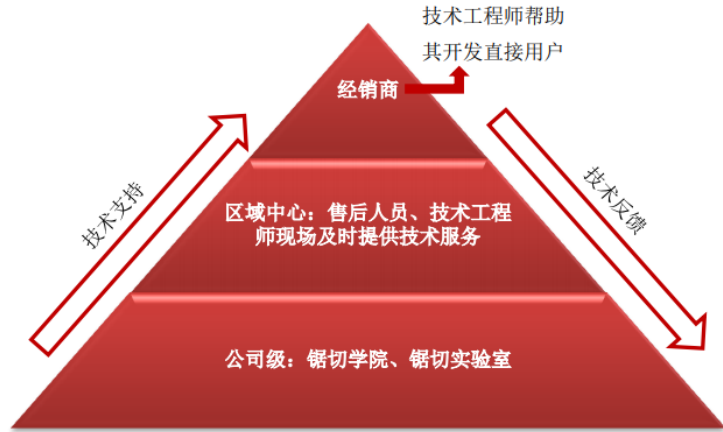 技术工程师帮助
其开发直接用户
经销商
技术支持
技术反馈
区域中心：售后人员、技术工程
师现场及时提供技术服务
公司级：锯切学院、锯切实验室